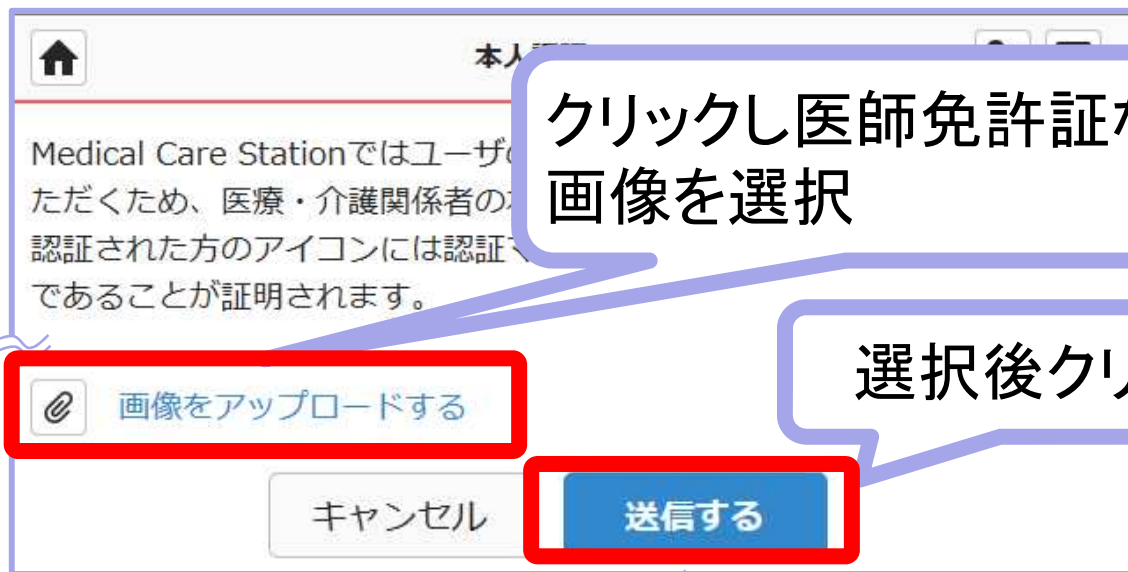 本人
クリックし医師免許証
画像を選択
Medical Care Stationではユーザ
ただくため、医療・介護関係者の
認証された方のアイコンには認証
であることが証明されます。
選択後クリ
画像をアップロードする
キャンセル
送信する